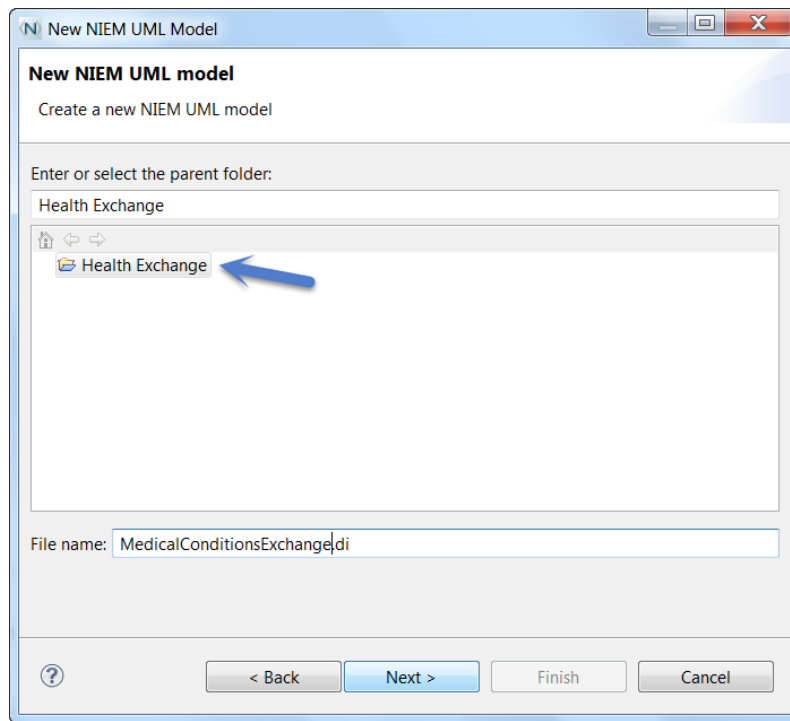 New NIEM UML Model
New NIEM UML model
Create a new NIEM UML model
Enter or select the parent folder:
Health Exchange
Health Exchange
File name: MedicalConditionsExchange.di
? < Back Next > Finish Cancel